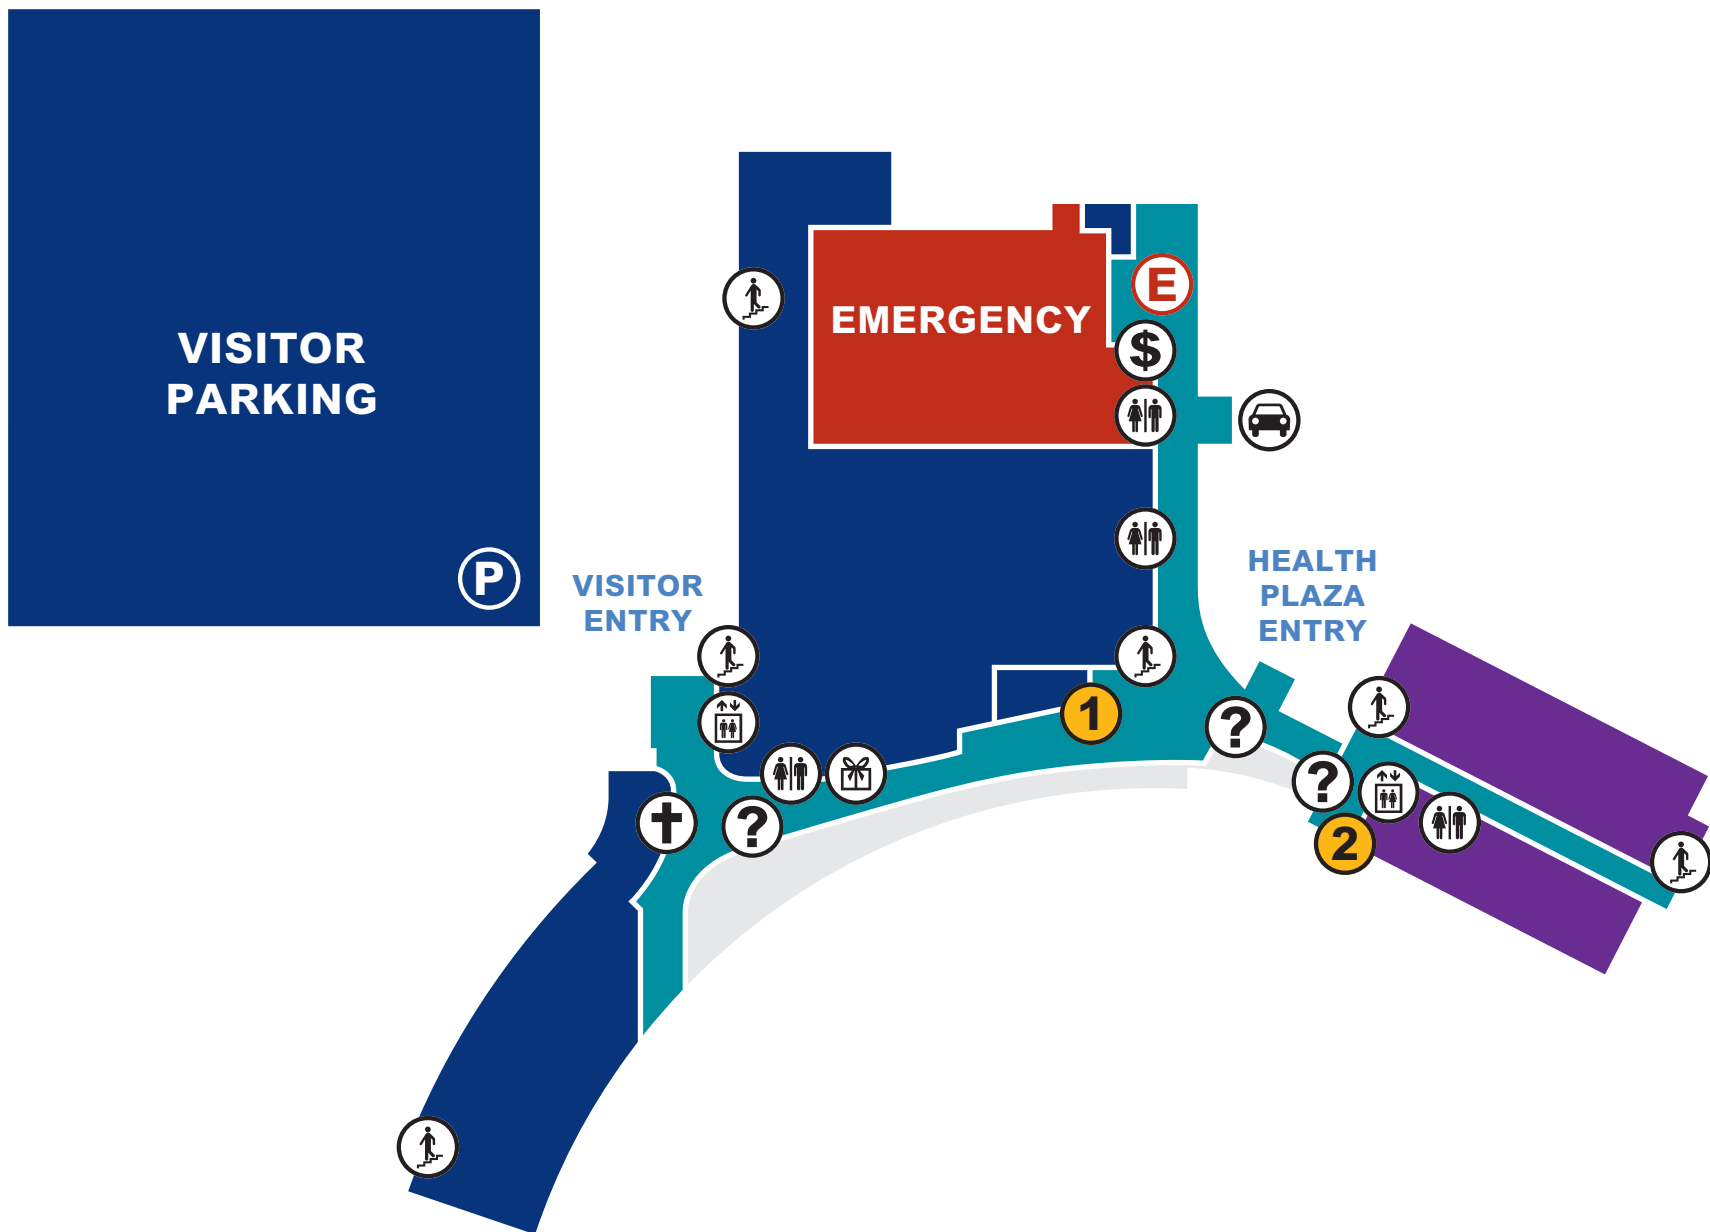 VISITOR
PARKING
P
EMERGENCY
E
$
VISITOR
ENTRY
HEALTH
PLAZA
ENTRY
1
?
?
2
?